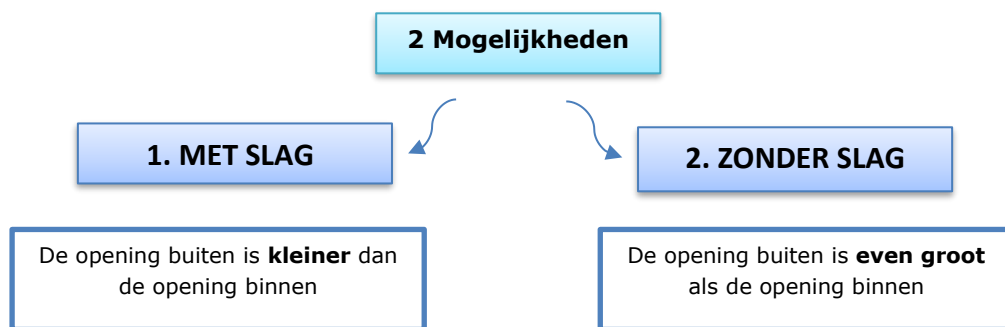 2 Mogelijkheden
1. MET SLAG
2. ZONDER SLAG
De opening buiten is kleiner dan
de opening binnen
De opening buiten is even groot
als de opening binnen